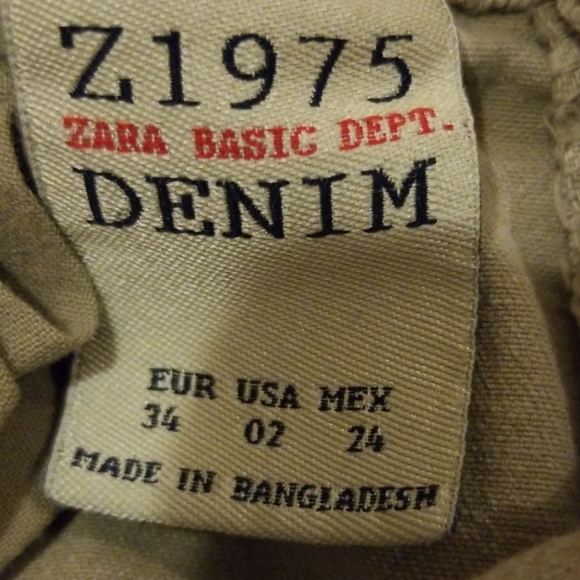 Z1975
ZARA BASIC DEPT.
DENIM
EUR USA MEX
34 02 24
MADE IN BANGLADESH